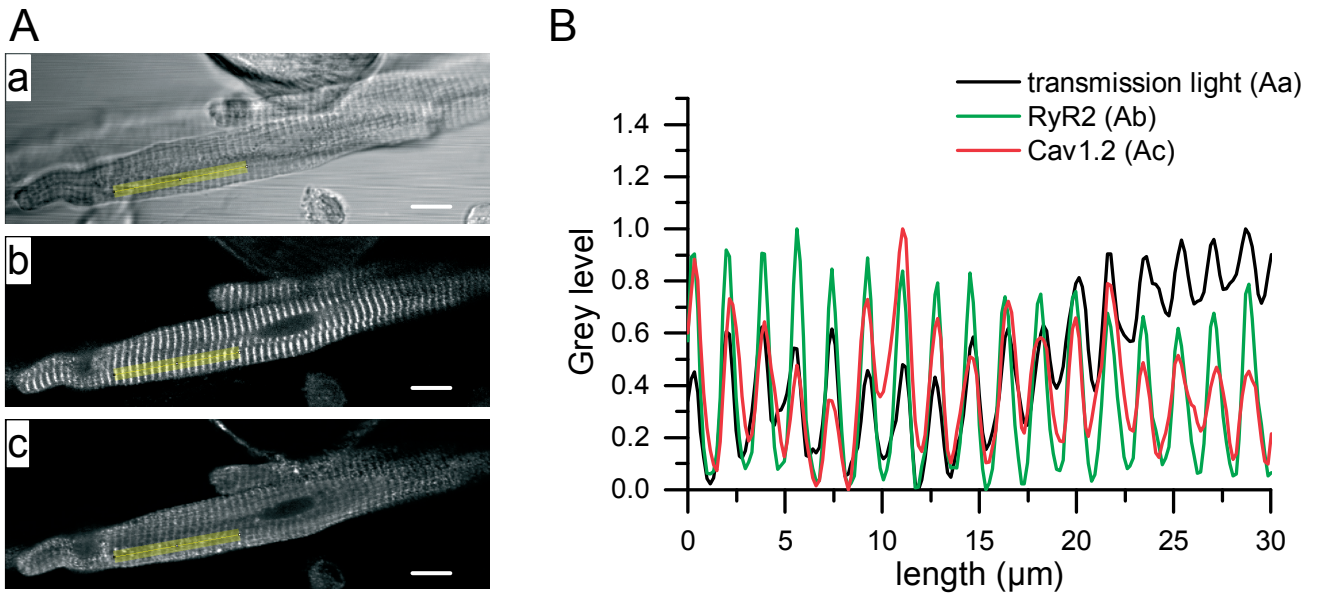 A
a
b
c
B
transmission light (Aa)
RyR2 (Ab)
Cav1.2 (Ac)
Grey level
1.4
1.2
1.0
0.8
0.6
0.4
0.2
0.0
0 5 10 15 20 25 30
length (µm)